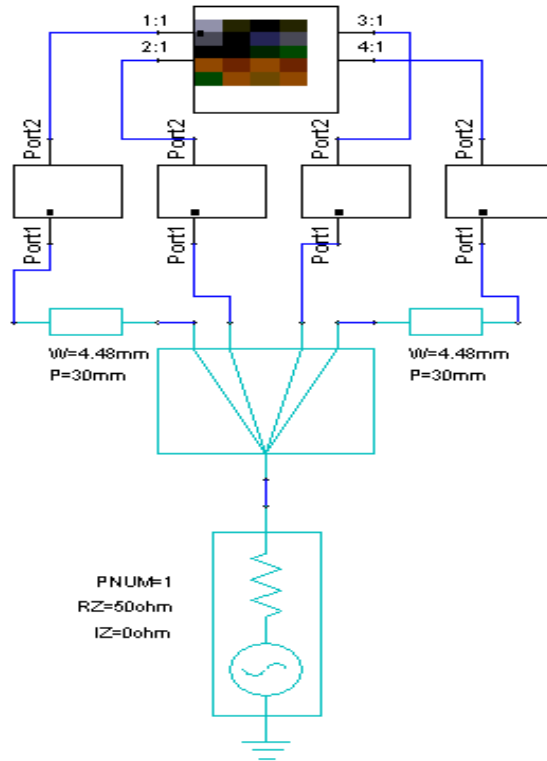 1:1 3:1
2:1 4:1
Port2 Port2 Port2 Port2
Port1 Port1 Port1 Port1
W=4.48mm W=4.48mm
P=30mm P=30mm
PNUM=1
RZ=50ohm
IZ=0ohm